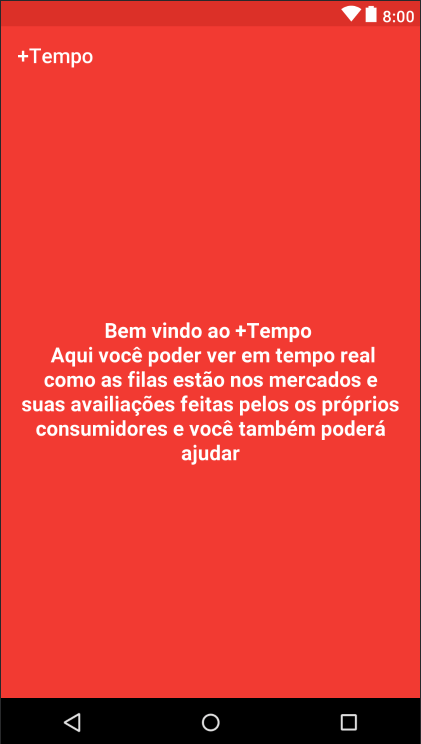 8:00
+Tempo
Bem vindo ao +Tempo
Aqui você poder ver em tempo real
como as filas estão nos mercados e
suas availiações feitas pelos os próprios
consumidores e você também poderá
ajudar